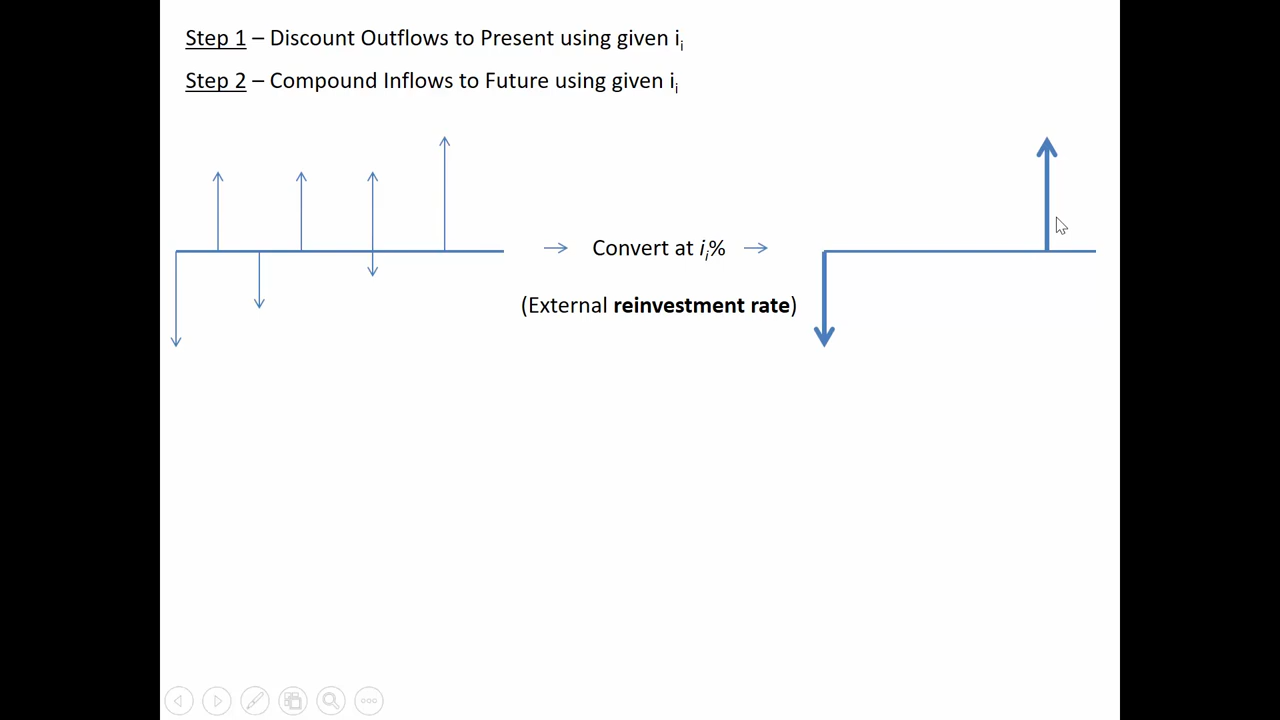 Step 1 – Discount Outflows to Present using given iᵢ
Step 2 – Compound Inflows to Future using given iᵢ
Convert at iᵢ%
(External reinvestment rate)